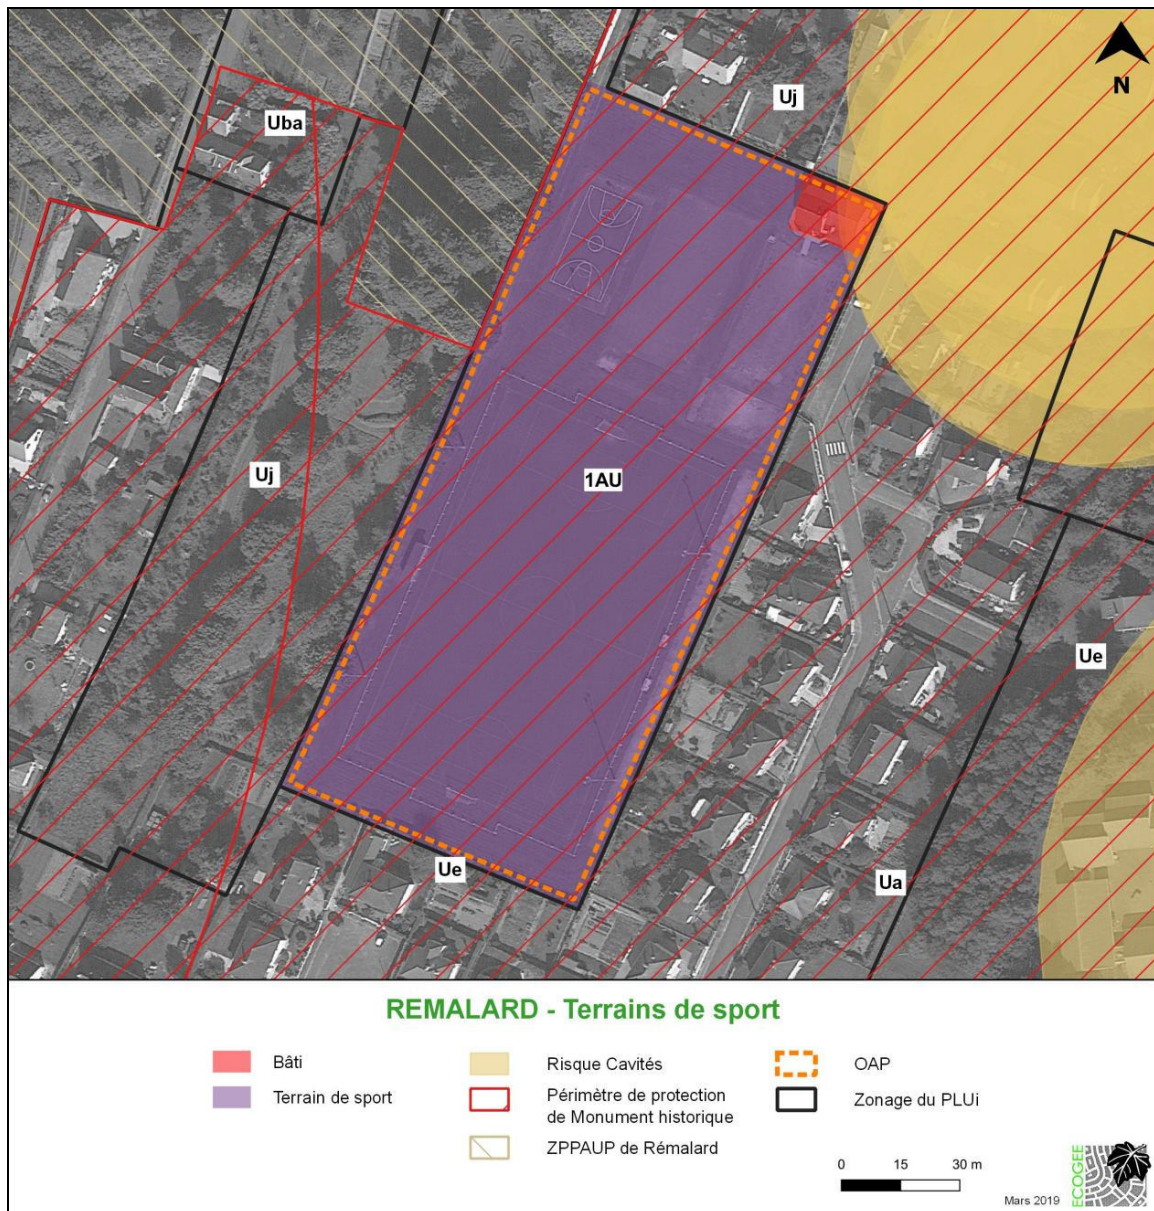 N
Uj
Uba
Uj
1AU
Ue
Ue
Ua
REMALARD - Terrains de sport
Bâti
Terrain de sport
Risque Cavités
Périmètre de protection
de Monument historique
ZPPAUP de Rémalard
OAP
Zonage du PLUi
0 15 30 m
Mars 2019
ECOGEE